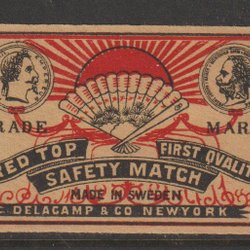 RADE MAR
RED TOP FIRST QUALIT
SAFETY MATCH
MADE IN SWEDEN
DELACAMP & CO NEWYORK